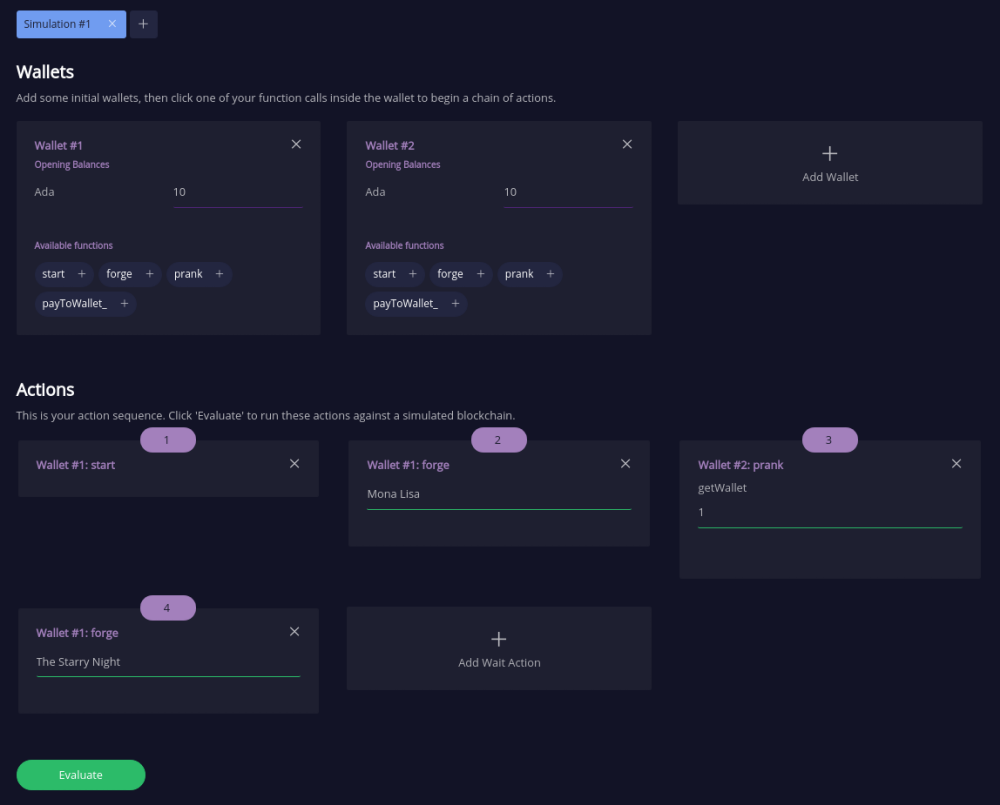 Simulation #1
Wallets
Add some initial wallets, then click one of your function calls inside the wallet to begin a chain of actions.
Wallet #1
Opening Balances
Ada 10
Available functions
start + forge + prank +
payToWallet_ +
Wallet #2
Opening Balances
Ada 10
Available functions
start + forge + prank +
payToWallet_ +
Add Wallet
Actions
This is your action sequence. Click 'Evaluate' to run these actions against a simulated blockchain.
1
Wallet #1: start
2
Wallet #1: forge
Mona Lisa
3
Wallet #2: prank
getWallet
1
4
Wallet #1: forge
The Starry Night
Add Wait Action
Evaluate